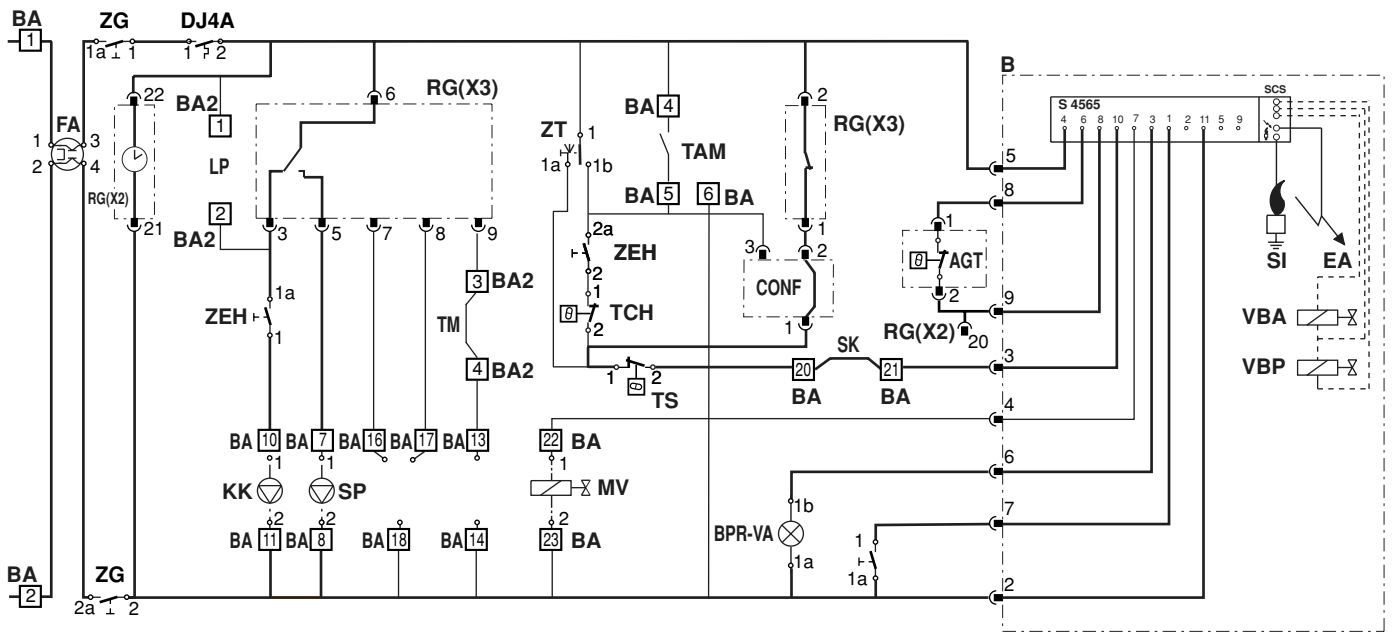 BA ZG DJ4A
1 1a 1 1 2
B
22 6 RG(X3) SCS
BA2 BA 4 2 S 4565
1 RG(X3) 4 6 8 10 7 3 1 2 11 5 9
FA ZT 1
1 3 TAM
2 4 LP 1a 1b 5
RG(X2) BA 5 6 BA 8
2 1
21 3 5 7 8 9 2a 3 1 2
BA2 ZEH AGT SI EA
2 CONF
3 BA2 1 2 9
1a TCH VBA
ZEH TM 2 1 RG(X2) 20
1 SK 3
4 BA2 1 2 20 21 VBP
TS BA BA
4
BA 10 BA 7 BA 16 BA 17 BA 13 22 BA
1 1 1 6
KK SP MV 1b
7
2 2 2 BPR-VA 1
BA 11 BA 8 BA 18 BA 14 23 BA
1a 1a
BA ZG
2 2a 2 2